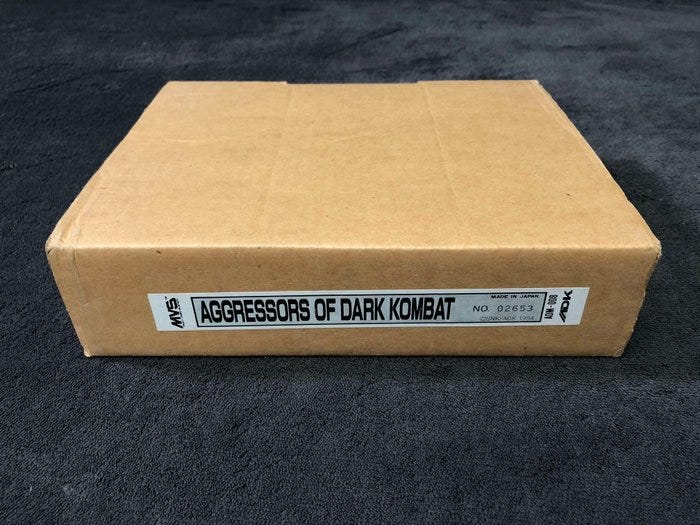 MVS
AGGRESSORS OF DARK KOMBAT
MADE IN JAPAN
NO. 02653
©SNK/ADK 1994
ADM-008
ADK